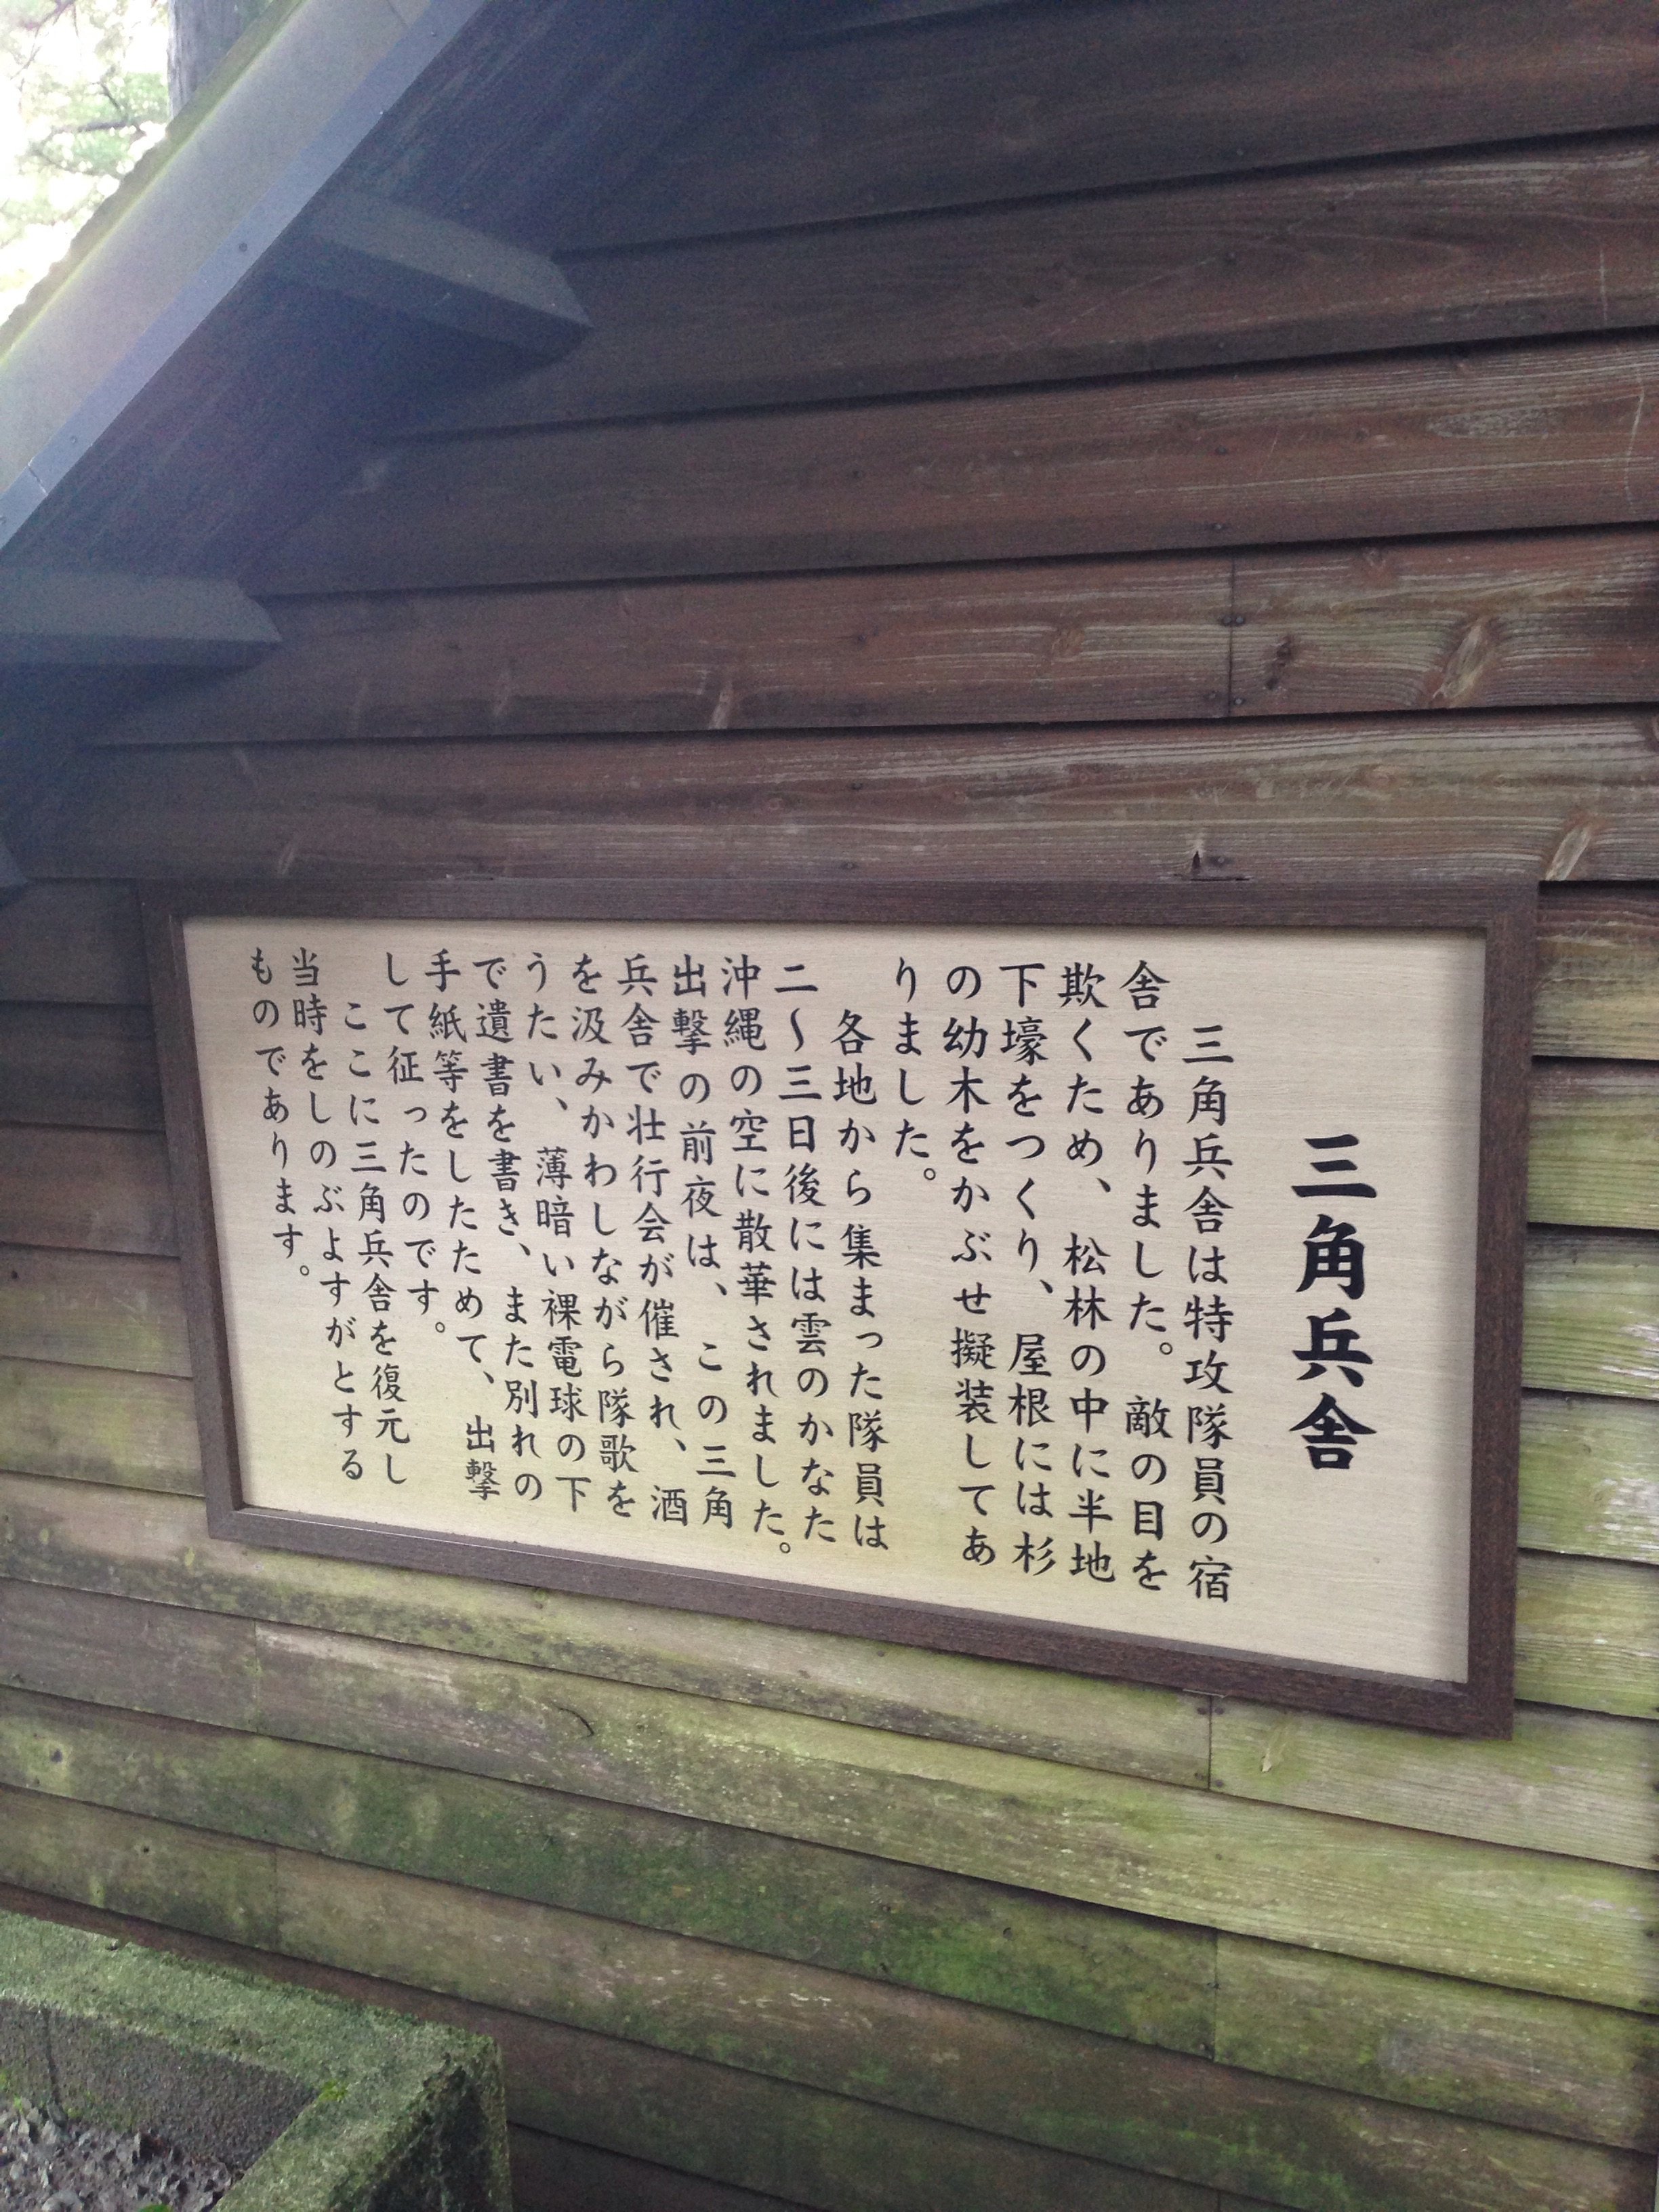 三角兵舎
三角兵舎は特攻隊員の宿
舎でありました。敵の目を
欺くため、松林の中に半地
下壕をつくり、屋根には杉
の幼木をかぶせ擬装してあ
りました。
各地から集まった隊員は
二〜三日後には雲のかなた
沖縄の空に散華されました。
出撃の前夜は、この三角
兵舎で壮行会が催され、酒
を汲みかわしながら隊歌を
うたい、薄暗い裸電球の下
で遺書を書き、また別れの
手紙等をしたためて、出撃
して征ったのです。
ここに三角兵舎を復元し
当時をしのぶよすがとする
ものであります。